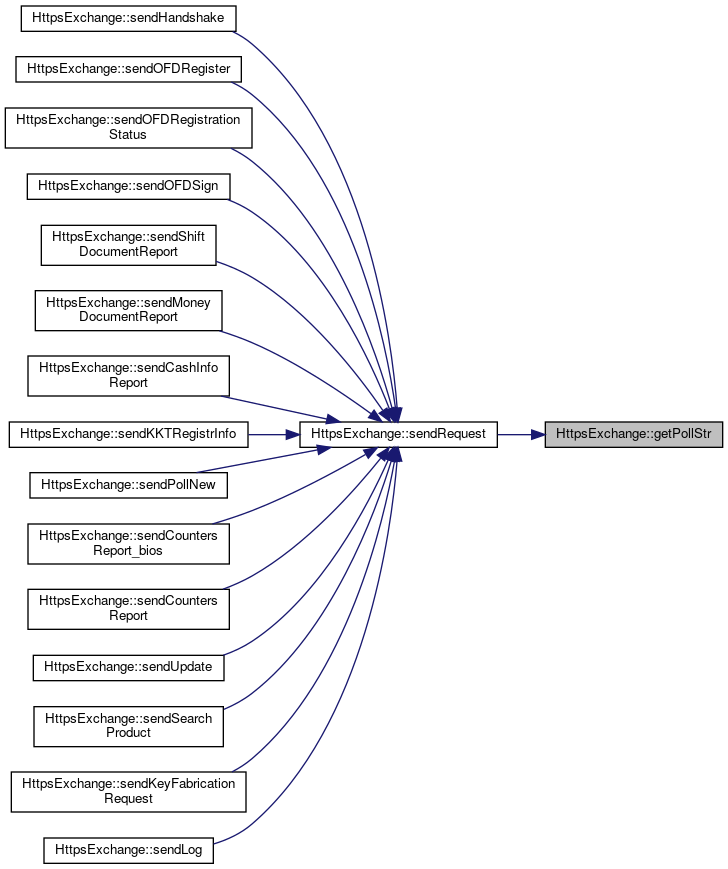 HttpsExchange::sendHandshake
HttpsExchange::sendOFDRegister
HttpsExchange::sendOFDRegistration
Status
HttpsExchange::sendOFDSign
HttpsExchange::sendShift
DocumentReport
HttpsExchange::sendMoney
DocumentReport
HttpsExchange::sendCashInfo
Report
HttpsExchange::sendKKTRegistrInfo
HttpsExchange::sendRequest
HttpsExchange::getPollStr
HttpsExchange::sendPollNew
HttpsExchange::sendCounters
Report_bios
HttpsExchange::sendCounters
Report
HttpsExchange::sendUpdate
HttpsExchange::sendSearch
Product
HttpsExchange::sendKeyFabrication
Request
HttpsExchange::sendLog